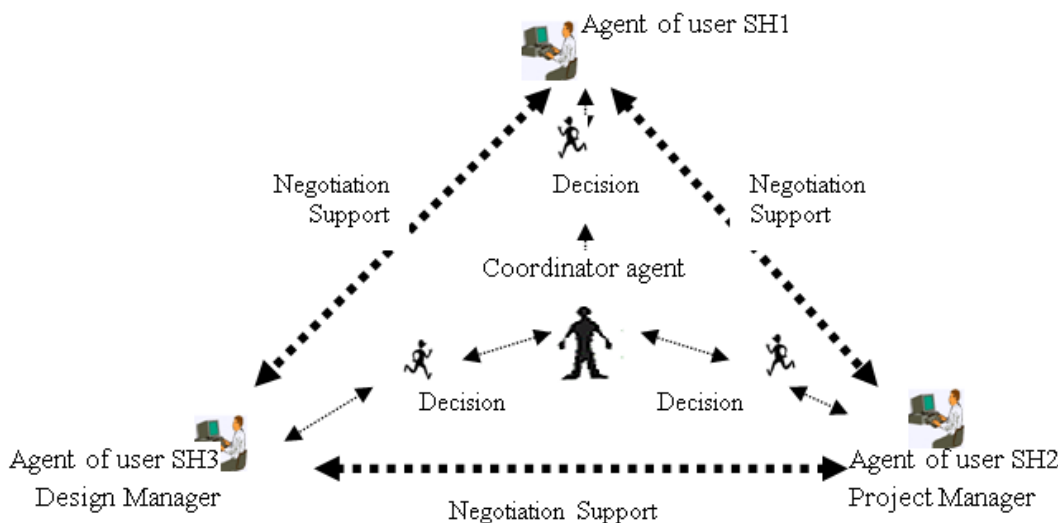 Agent of user SH1
Negotiation
Support
Decision
Negotiation
Support
Coordinator agent
Decision
Decision
Agent of user SH3
Design Manager
Agent of user SH2
Project Manager
Negotiation Support